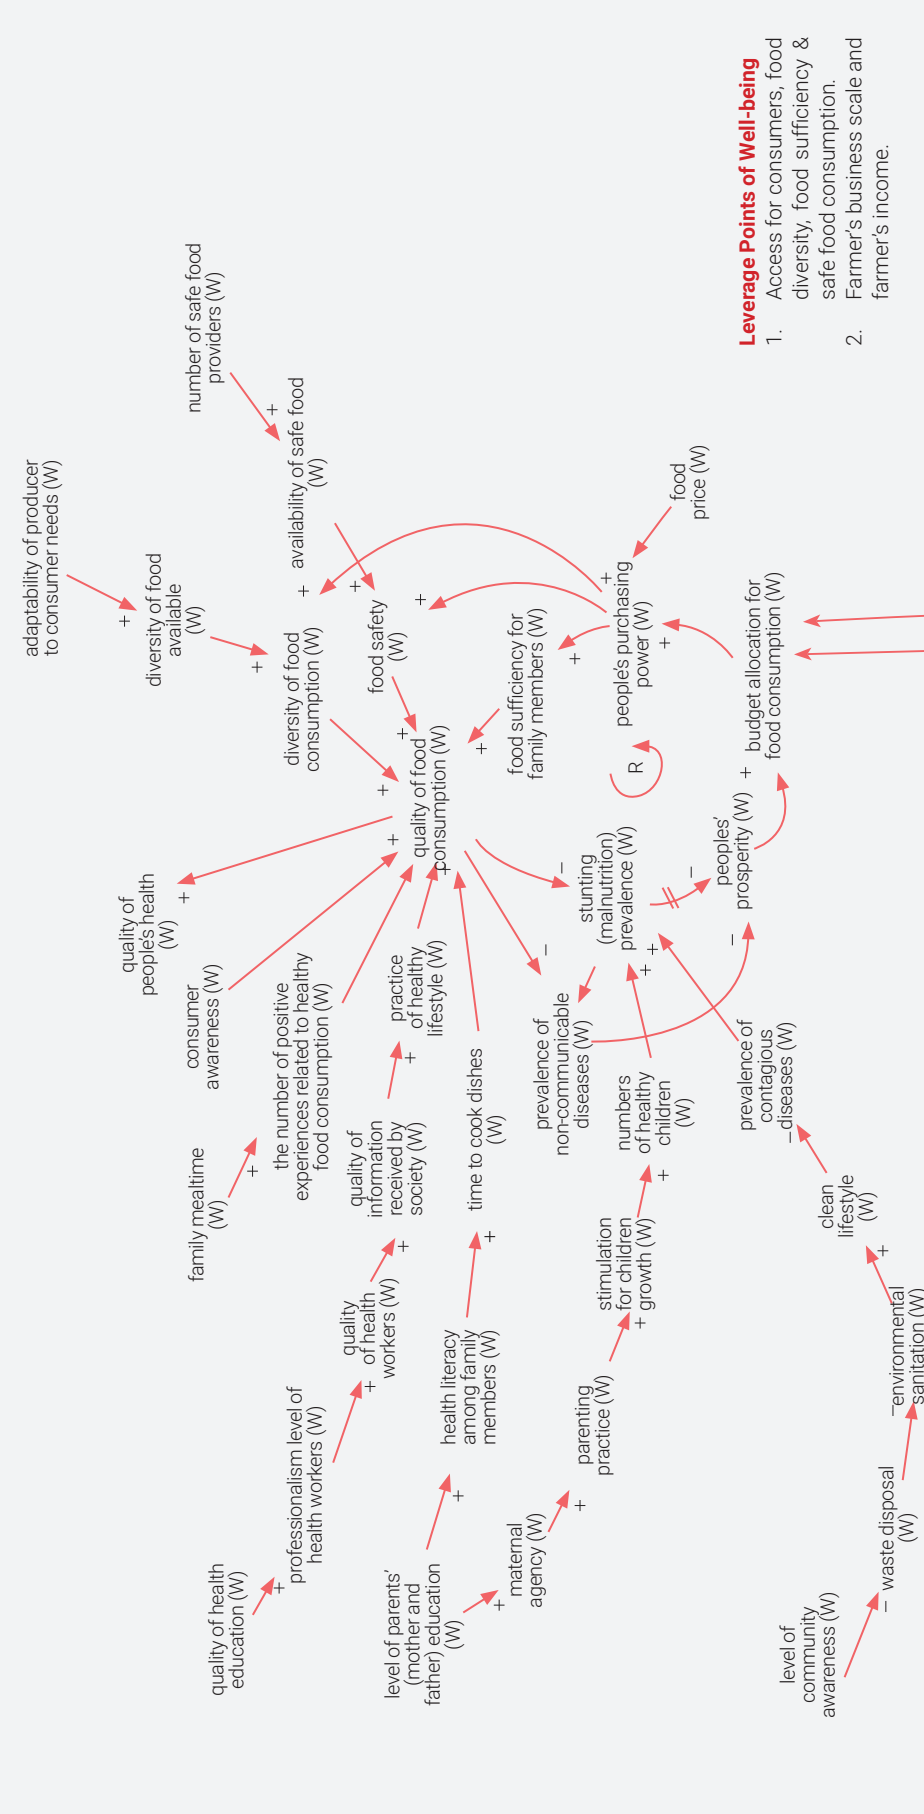 adaptability of producer
to consumer needs (W)
+
diversity of food
available
(W)
+
number of safe food
providers (W)
+
availability of safe food
(W)
+
diversity of food
consumption (W)
+
+
food safety
(W)
+
+
quality of food
consumption (W)
+
+
quality of
people's health
(W)
+
consumer
awareness (W)
family mealtime
(W)
+
the number of positive
experiences related to healthy
food consumption (W)
practice
of healthy
lifestyle (W)
+
quality of
information
received by
society (W)
+
quality
of health
workers (W)
+
professionalism level of
health workers (W)
+
quality of health
education (W)
time to cook dishes
(W)
+
health literacy
among family
members (W)
+
level of parents'
(mother and
father) education
(W)
+
maternal
agency (W)
+
parenting
practice (W)
+
stimulation
for children
growth (W)
+
numbers
of healthy
children
(W)
+
+
stunting
(malnutrition)
prevalence (W)
–
prevalence of
non-communicable
diseases (W)
–
food sufficiency for
family members (W)
+
+
people's purchasing
power (W)
+
+
food
price (W)
R
budget allocation for
food consumption (W)
+
peoples'
prosperity (W)
–
–
prevalence of
contagious
diseases (W)
–
clean
lifestyle
(W)
+
environmental
sanitation (W)
–
waste disposal
(W)
–
level of
community
awareness (W)
Leverage Points of Well-being
1. Access for consumers, food
diversity, food sufficiency &
safe food consumption.
2. Farmer's business scale and
farmer's income.